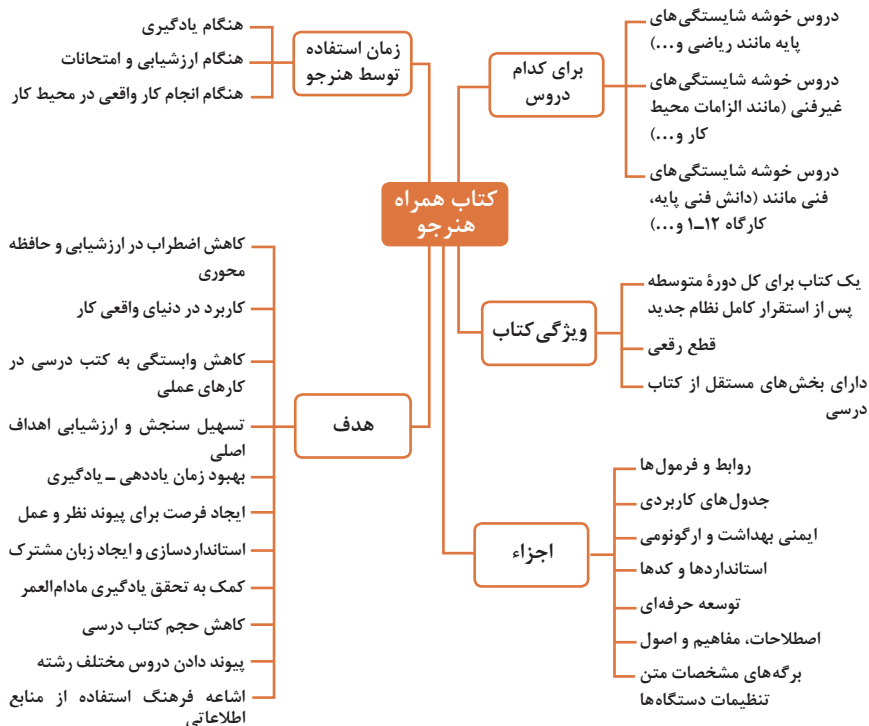 کتاب همراه
هنرجو
برای کدام
دروس
دروس خوشه شایستگی‌های
پایه مانند ریاضی و...)
دروس خوشه شایستگی‌های
غیرفنی (مانند الزامات محیط
کار و...)
دروس خوشه شایستگی‌های
فنی مانند (دانش فنی پایه،
کارگاه ۱۲ـ۱ و...)
ویژگی کتاب
یک کتاب برای کل دورۀ متوسطه
پس از استقرار کامل نظام جدید
قطع رقعی
دارای بخش‌های مستقل از کتاب
درسی
اجزاء
روابط و فرمول‌ها
جدول‌های کاربردی
ایمنی بهداشت و ارگونومی
استانداردها و کدها
توسعه حرفه‌ای
اصطلاحات، مفاهیم و اصول
برگه‌های مشخصات متن
تنظیمات دستگاه‌ها
زمان استفاده
توسط هنرجو
هنگام یادگیری
هنگام ارزشیابی و امتحانات
هنگام انجام کار واقعی در محیط کار
هدف
کاهش اضطراب در ارزشیابی و حافظه
محوری
کاربرد در دنیای واقعی کار
کاهش وابستگی به کتب درسی در
کارهای عملی
تسهیل سنجش و ارزشیابی اهداف
اصلی
بهبود زمان یاددهی ـ یادگیری
ایجاد فرصت برای پیوند نظر و عمل
استانداردسازی و ایجاد زبان مشترک
کمک به تحقق یادگیری مادام‌العمر
کاهش حجم کتاب درسی
پیوند دادن دروس مختلف رشته
اشاعه فرهنگ استفاده از منابع
اطلاعاتی